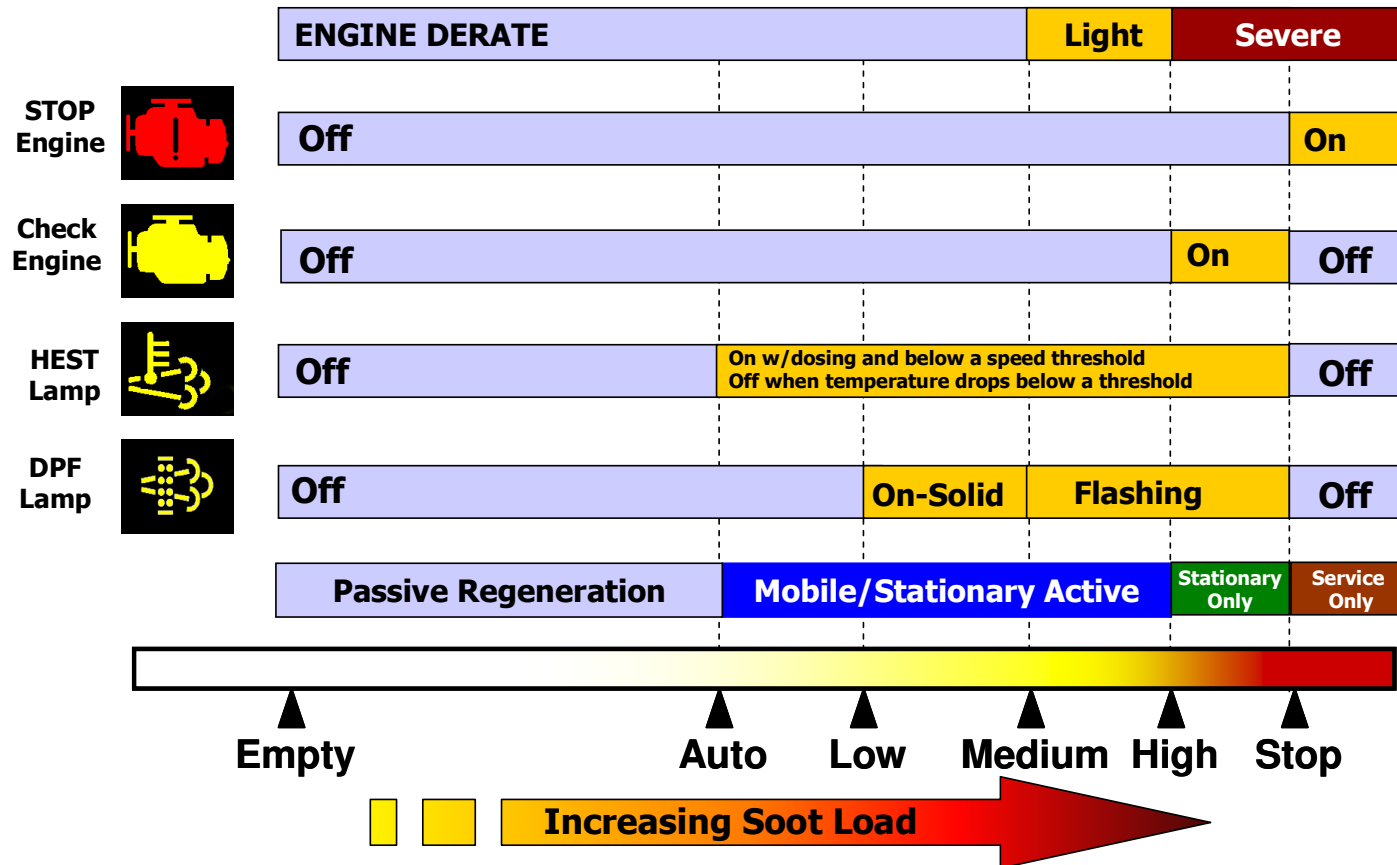 ENGINE DERATE Light Severe
STOP
Engine
Off On
Check
Engine
Off On Off
HEST
Lamp
Off
On w/dosing and below a speed threshold
Off when temperature drops below a threshold
Off
DPF
Lamp
Off On-Solid Flashing Off
Passive Regeneration Mobile/Stationary Active
Stationary
Only
Service
Only
Empty Auto Low Medium High Stop
Increasing Soot Load